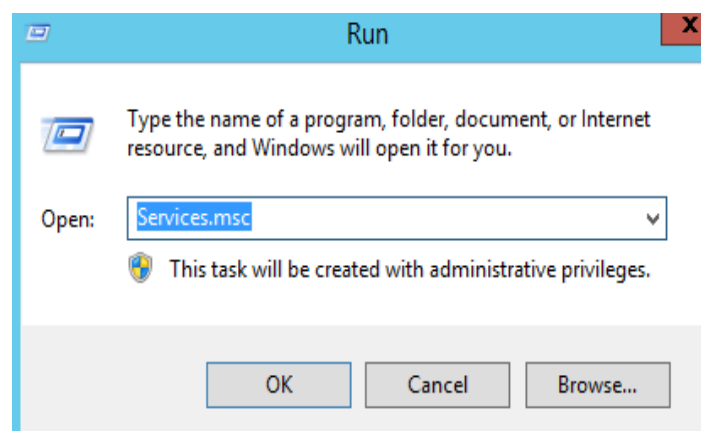 Run
X
Type the name of a program, folder, document, or Internet
resource, and Windows will open it for you.
Open: Services.msc
This task will be created with administrative privileges.
OK Cancel Browse...